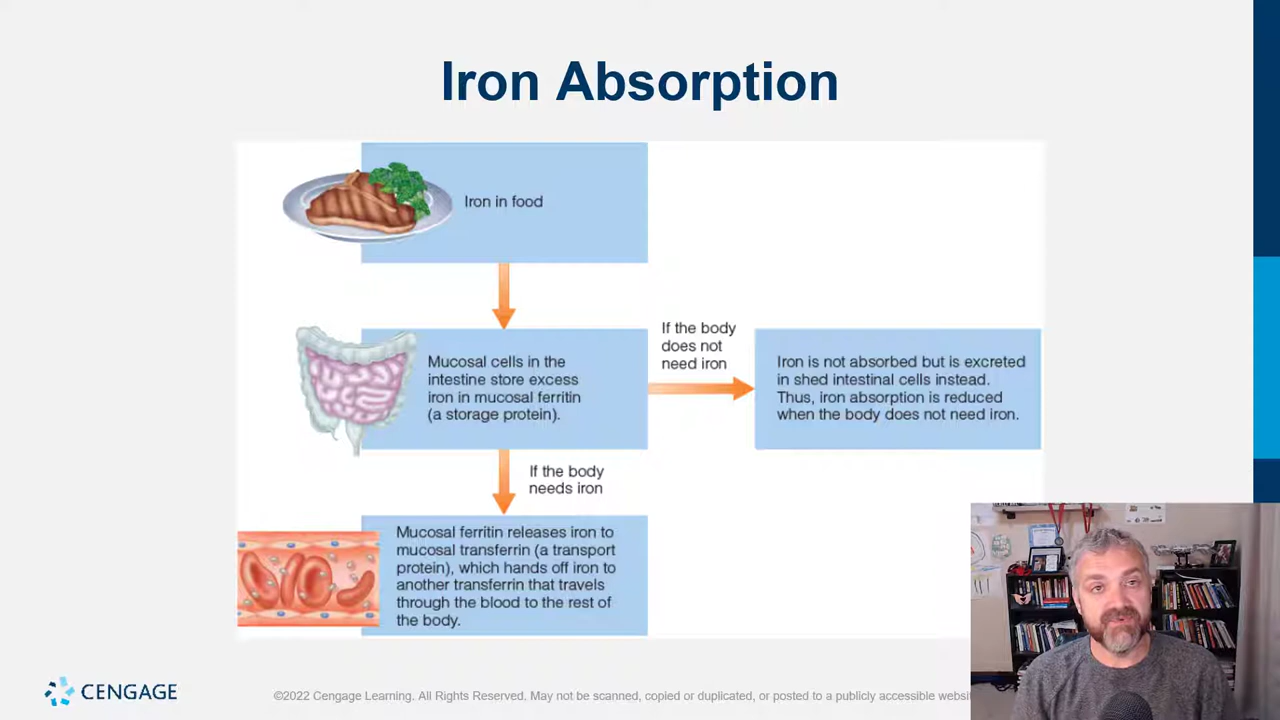 Iron Absorption
Iron in food
Mucosal cells in the
intestine store excess
iron in mucosal ferritin
(a storage protein).
If the body
does not
need iron
Iron is not absorbed but is excreted
in shed intestinal cells instead.
Thus, iron absorption is reduced
when the body does not need iron.
If the body
needs iron
Mucosal ferritin releases iron to
mucosal transferrin (a transport
protein), which hands off iron to
another transferrin that travels
through the blood to the rest of
the body.
CENGAGE
©2022 Cengage Learning. All Rights Reserved. May not be scanned, copied or duplicated, or posted to a publicly accessible